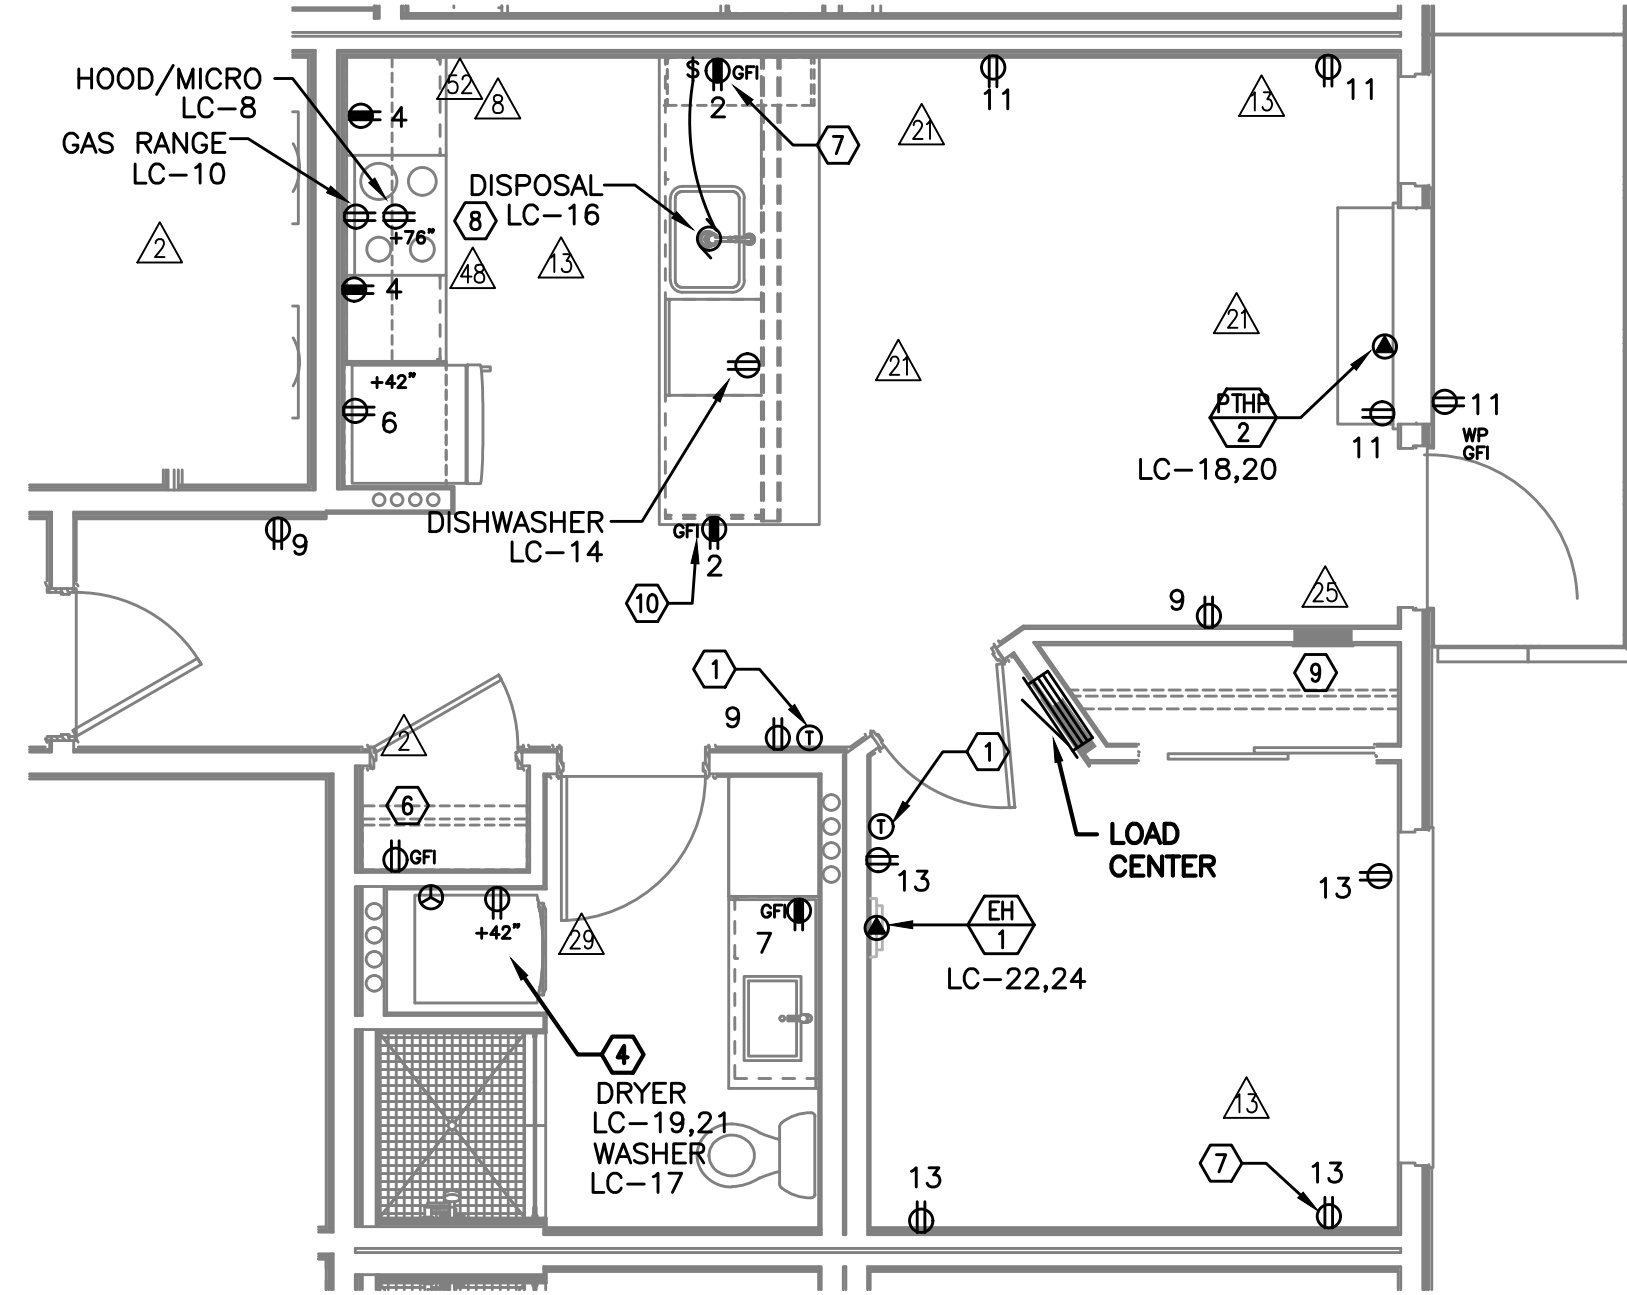 HOOD/MICRO
LC-8
GAS RANGE
LC-10
4
52
8
$
GFI
2
7
11
21
13
11
DISPOSAL
LC-16
8
+76"
2
48
13
4
21
21
PTHP
2
LC-18,20
11
11
WP
GFI
+42"
6
DISHWASHER
LC-14
GFI
2
10
9
9
25
9
1
9
T
2
6
GFI
1
T
LOAD
CENTER
13
13
+42"
29
GFI
7
EH
1
LC-22,24
4
DRYER
LC-19,21
WASHER
LC-17
13
7
13
13